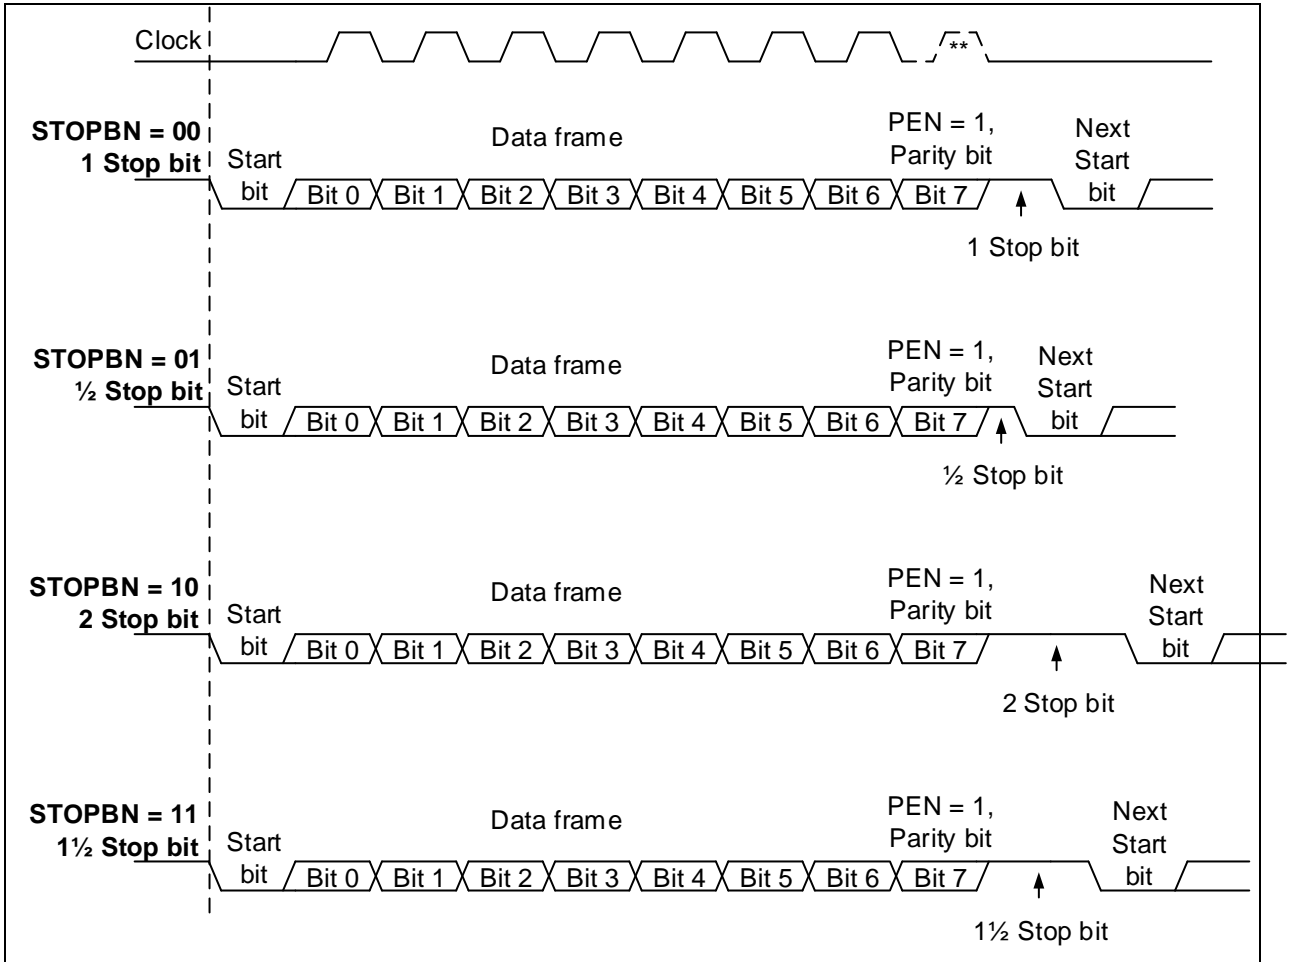 Clock
**
STOPBN = 00
1 Stop bit
Start
bit
Data frame
PEN = 1,
Parity bit
Next
Start
bit
Bit 0 Bit 1 Bit 2 Bit 3 Bit 4 Bit 5 Bit 6 Bit 7
1 Stop bit
STOPBN = 01
½ Stop bit
Start
bit
Data frame
PEN = 1,
Parity bit
Next
Start
bit
Bit 0 Bit 1 Bit 2 Bit 3 Bit 4 Bit 5 Bit 6 Bit 7
½ Stop bit
STOPBN = 10
2 Stop bit
Start
bit
Data frame
PEN = 1,
Parity bit
Next
Start
bit
Bit 0 Bit 1 Bit 2 Bit 3 Bit 4 Bit 5 Bit 6 Bit 7
2 Stop bit
STOPBN = 11
1½ Stop bit
Start
bit
Data frame
PEN = 1,
Parity bit
Next
Start
bit
Bit 0 Bit 1 Bit 2 Bit 3 Bit 4 Bit 5 Bit 6 Bit 7
1½ Stop bit